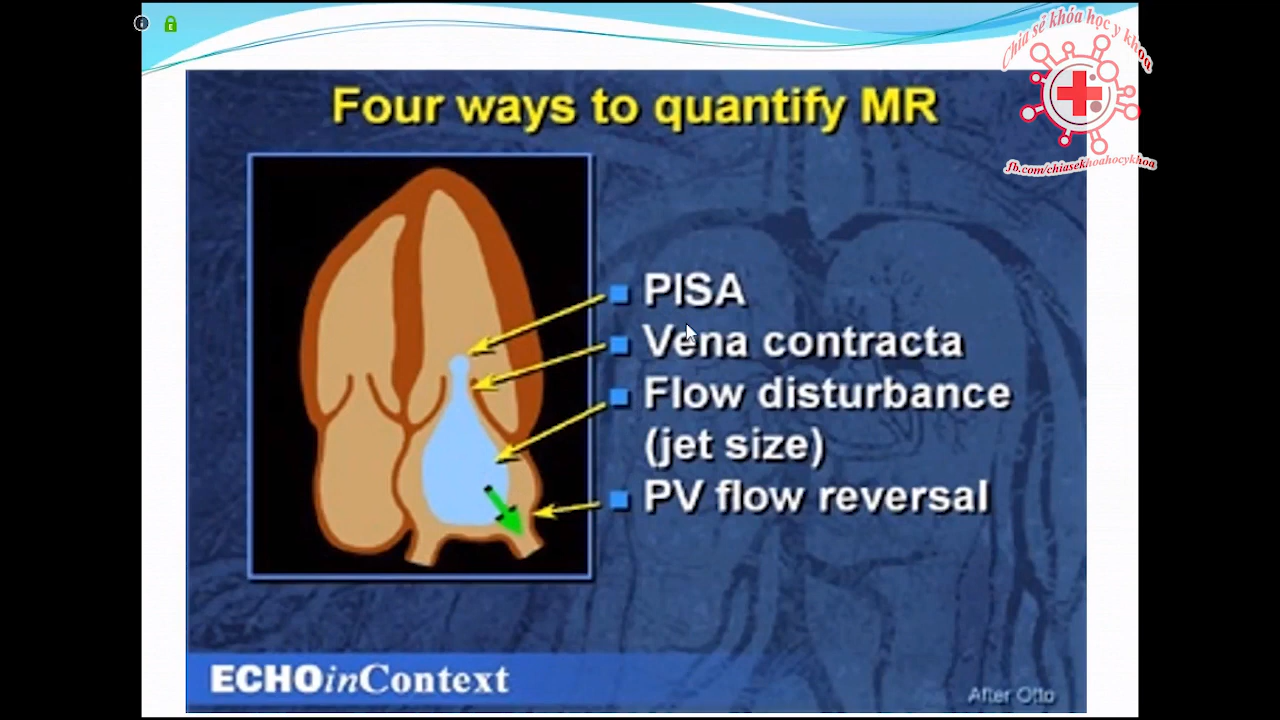 Chia sẻ khóa học y khoa
fb.com/chiasekhoahocykhoa
Four ways to quantify MR
PISA
Vena contracta
Flow disturbance
(jet size)
PV flow reversal
ECHOinContext
After Otto